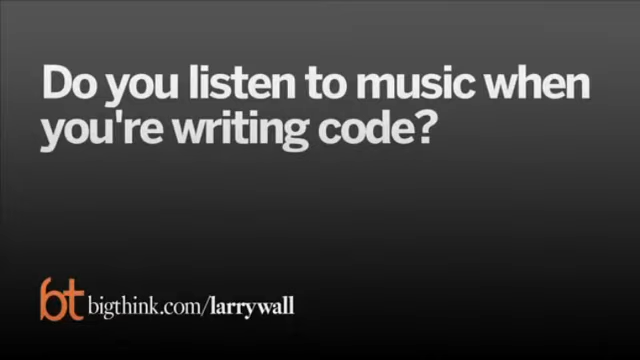 Do you listen to music when
you're writing code?
bt bigthink.com/larrywall